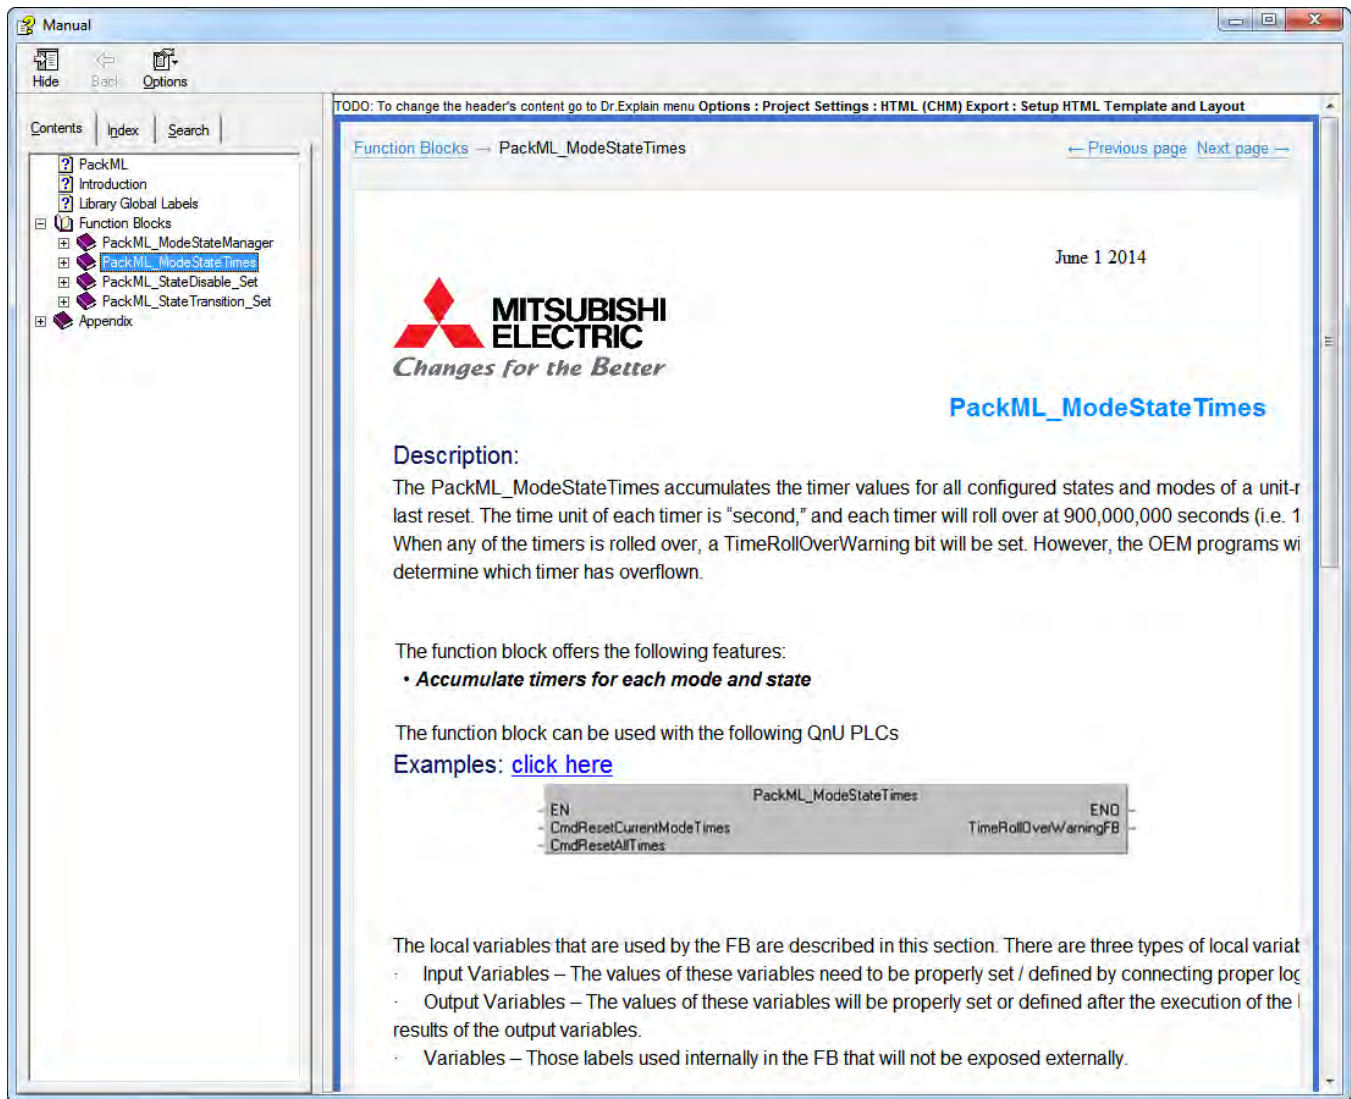 Manual
Hide Back Options
Contents Index Search
PackML
Introduction
Library Global Labels
Function Blocks
PackML_ModeStateManager
PackML_ModeStateTimes
PackML_StateDisable_Set
PackML_StateTransition_Set
Appendix
TODO: To change the header's content go to Dr.Explain menu Options : Project Settings : HTML (CHM) Export : Setup HTML Template and Layout
Function Blocks → PackML_ModeStateTimes ← Previous page Next page →
June 1 2014
MITSUBISHI
ELECTRIC
Changes for the Better
PackML_ModeStateTimes
Description:
The PackML_ModeStateTimes accumulates the timer values for all configured states and modes of a unit-r
last reset. The time unit of each timer is “second,” and each timer will roll over at 900,000,000 seconds (i.e. 1
When any of the timers is rolled over, a TimeRollOverWarning bit will be set. However, the OEM programs wi
determine which timer has overflown.
The function block offers the following features:
• Accumulate timers for each mode and state
The function block can be used with the following QnU PLCs
Examples: click here
PackML_ModeStateTimes
EN ENO
CmdResetCurrentModeTimes TimeRollOverWarningFB
CmdResetAllTimes
The local variables that are used by the FB are described in this section. There are three types of local variab
· Input Variables – The values of these variables need to be properly set / defined by connecting proper log
· Output Variables – The values of these variables will be properly set or defined after the execution of the
results of the output variables.
· Variables – Those labels used internally in the FB that will not be exposed externally.